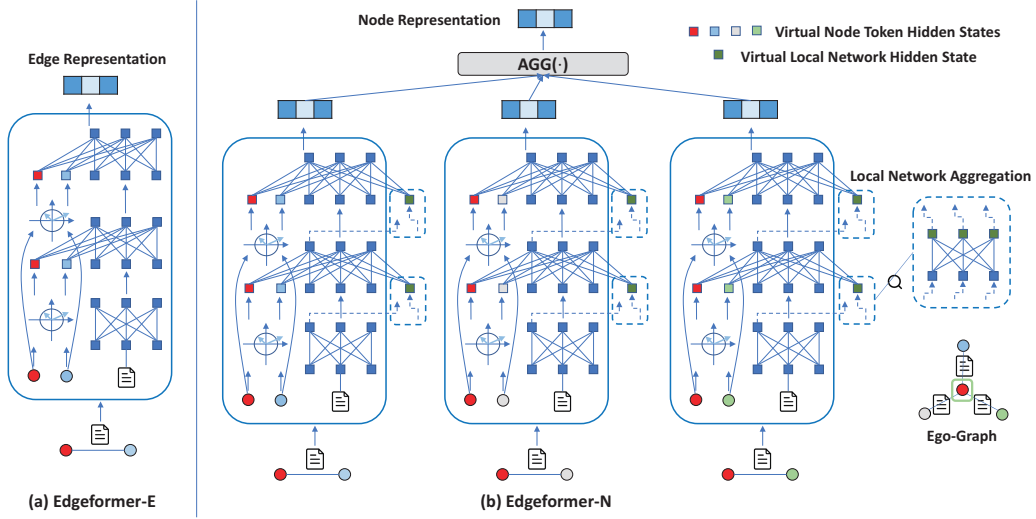 Node Representation
Virtual Node Token Hidden States
Virtual Local Network Hidden State
Edge Representation
AGG(·)
Local Network Aggregation
Ego-Graph
(a) Edgeformer-E
(b) Edgeformer-N